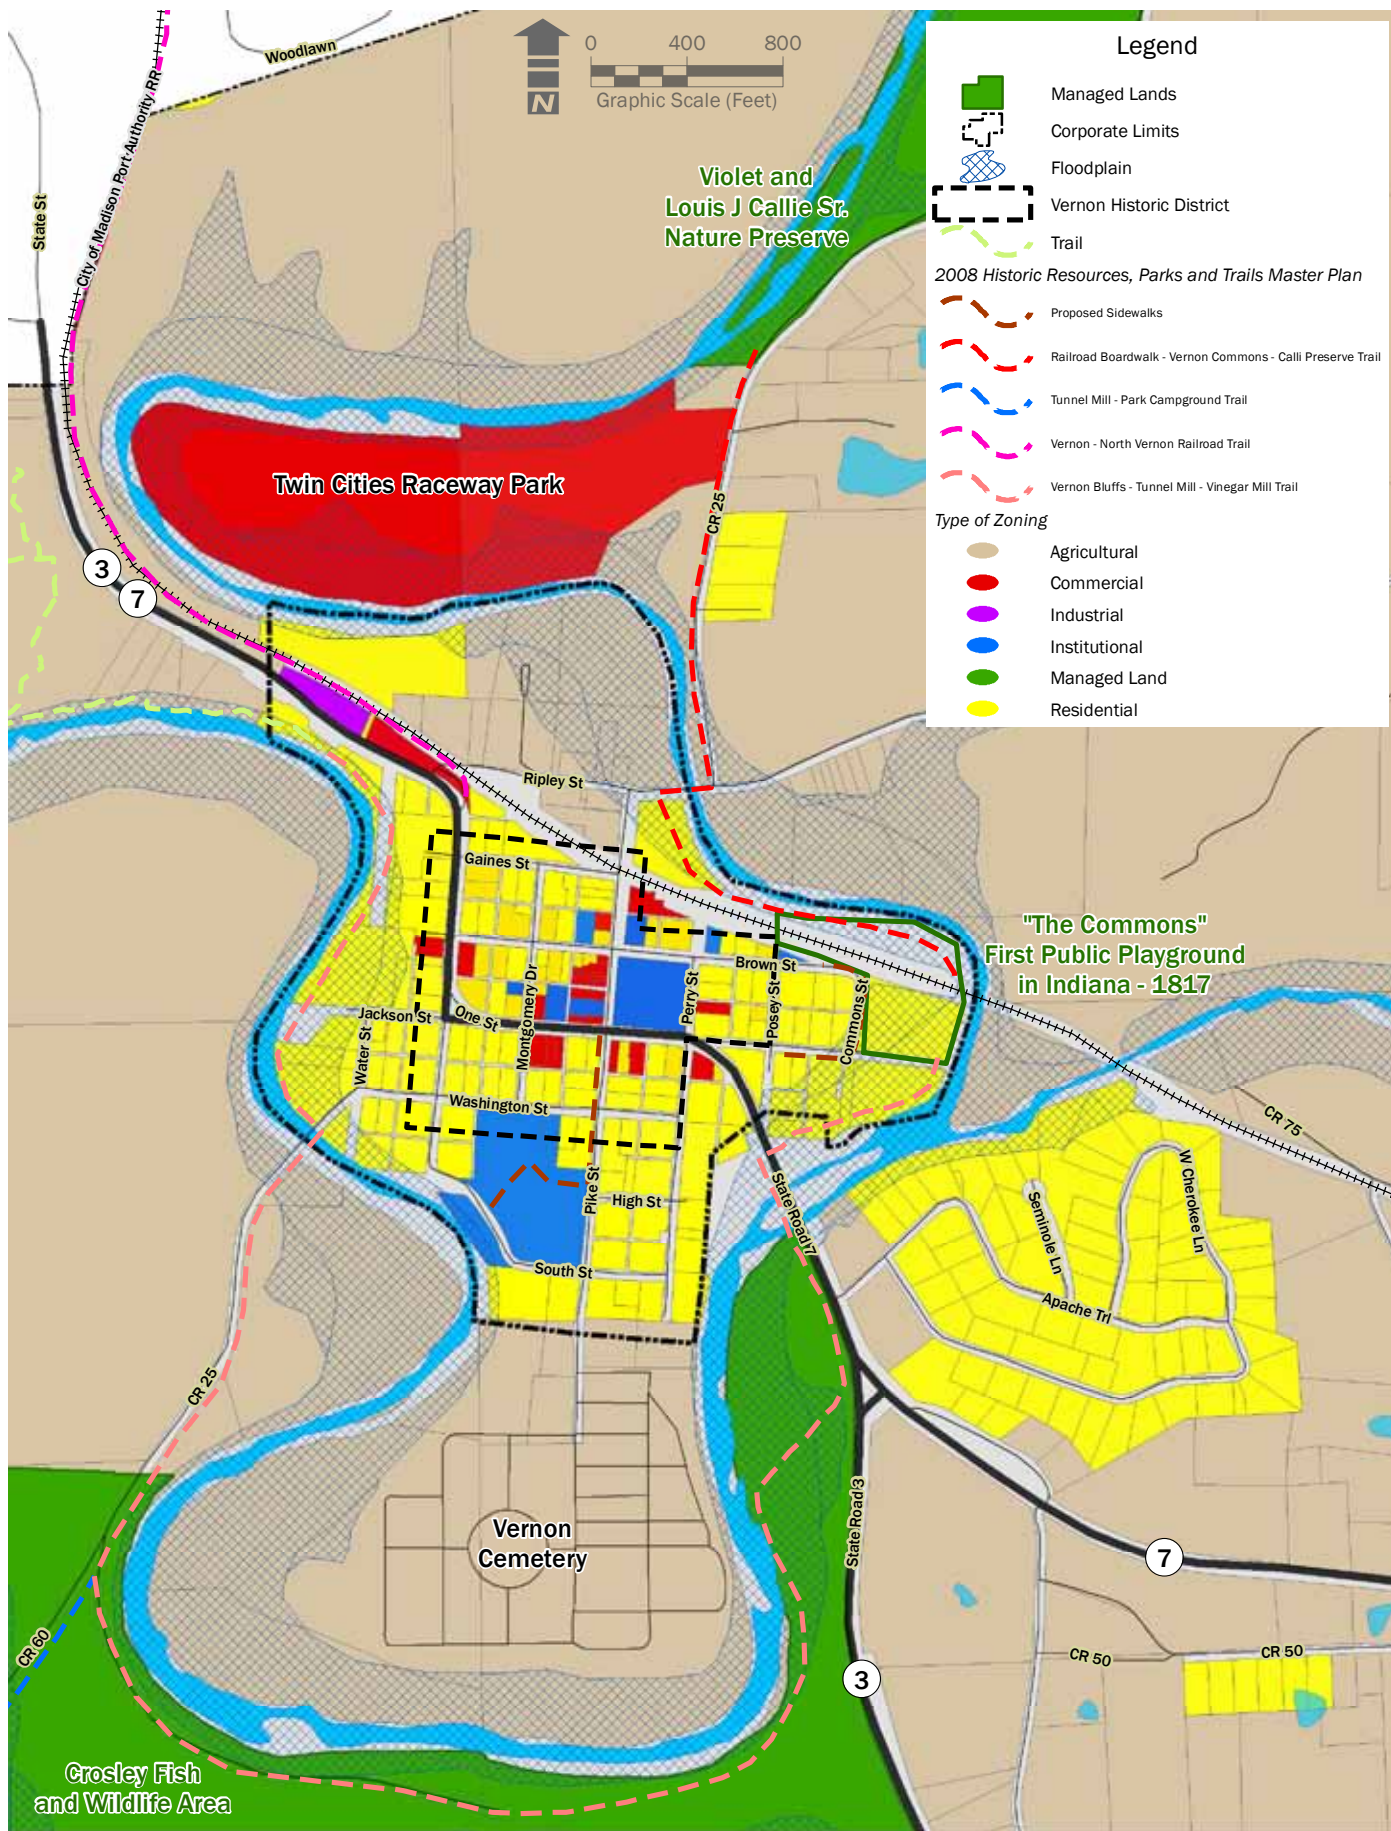 Woodlawn
0 400 800
Graphic Scale (Feet)
N
City of Madison Port Authority RR
State St
Violet and
Louis J Callie Sr.
Nature Preserve
Legend
Managed Lands
Corporate Limits
Floodplain
Vernon Historic District
Trail
2008 Historic Resources, Parks and Trails Master Plan
Proposed Sidewalks
Railroad Boardwalk - Vernon Commons - Calli Preserve Trail
Tunnel Mill - Park Campground Trail
Vernon - North Vernon Railroad Trail
Vernon Bluffs - Tunnel Mill - Vinegar Mill Trail
Type of Zoning
Agricultural
Commercial
Industrial
Institutional
Managed Land
Residential
Twin Cities Raceway Park
CR 25
3
7
Ripley St
Gaines St
"The Commons"
First Public Playground
in Indiana - 1817
Brown St
Montgomery Dr
Perry St
Posey St
Commons St
Jackson St
One St
Water St
Washington St
CR 75
Pike St
High St
State Road 7
Seminole Ln
W Cherokee Ln
South St
Apache Trl
CR 25
State Road 3
Vernon
Cemetery
7
CR 60
CR 50
CR 50
3
Crosley Fish
and Wildlife Area